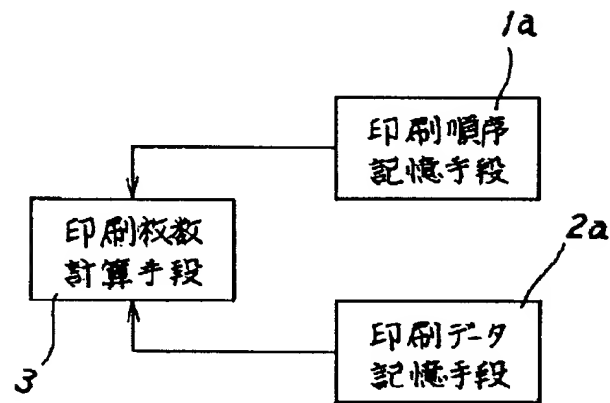 1a
印刷順序
記憶手段
印刷枚数
計算手段
2a
印刷データ
記憶手段
3